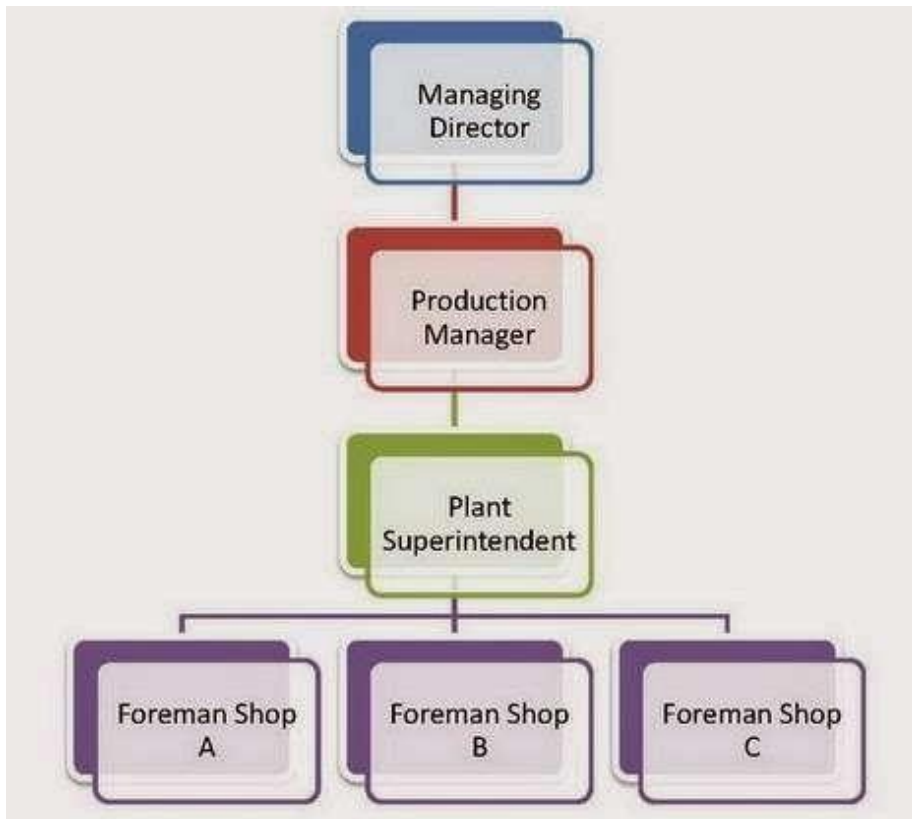 Managing
Director
Production
Manager
Plant
Superintendent
Foreman Shop
A
Foreman Shop
B
Foreman Shop
C